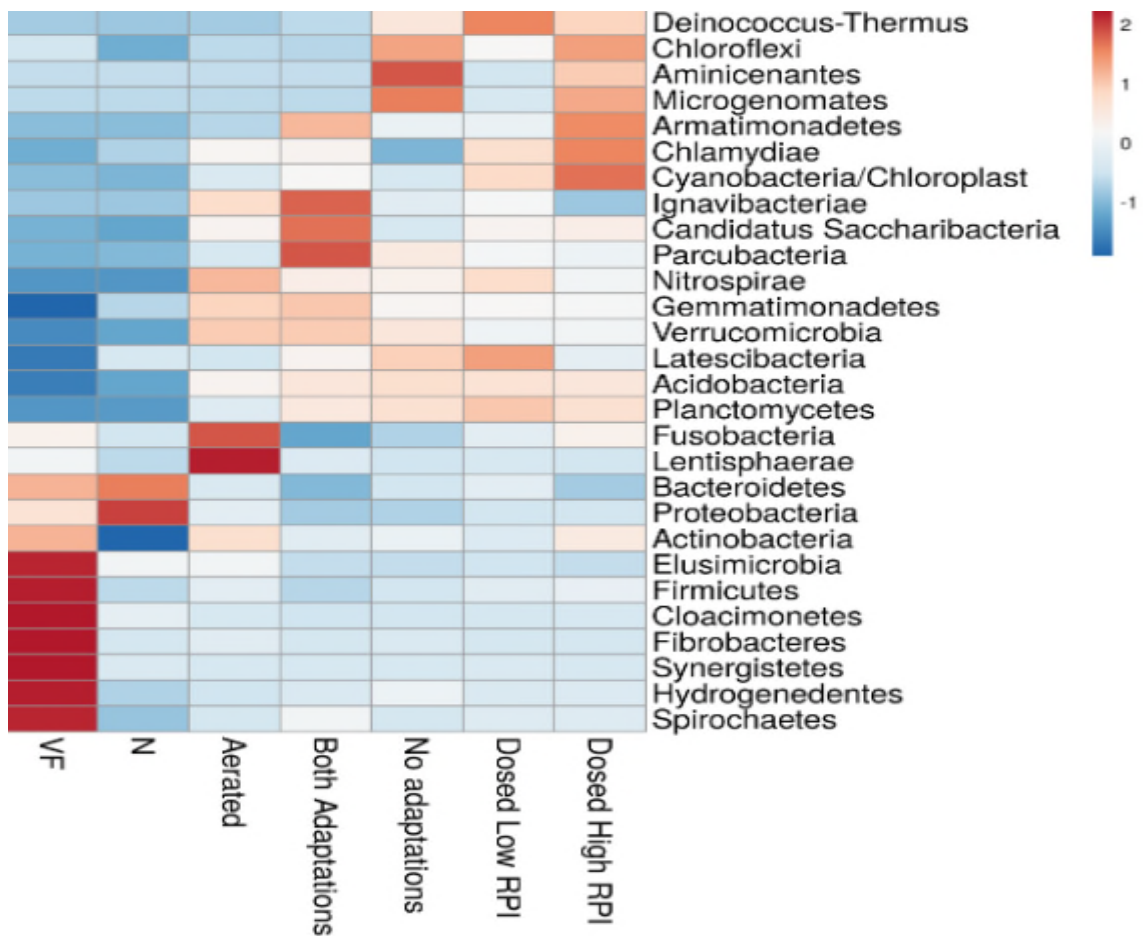 Deinococcus-Thermus
Chloroflexi
Aminicenantes
Microgenomates
Armatimonadetes
Chlamydiae
Cyanobacteria/Chloroplast
Ignavibacteriae
Candidatus Saccharibacteria
Parcubacteria
Nitrospirae
Gemmatimonadetes
Verrucomicrobia
Latescibacteria
Acidobacteria
Planctomycetes
Fusobacteria
Lentisphaerae
Bacteroidetes
Proteobacteria
Actinobacteria
Elusimicrobia
Firmicutes
Cloacimonetes
Fibrobacteres
Synergistetes
Hydrogenedentes
Spirochaetes
2
1
0
-1
VF
N
Aerated
Both Adaptations
No adaptations
Dosed Low RPI
Dosed High RPI